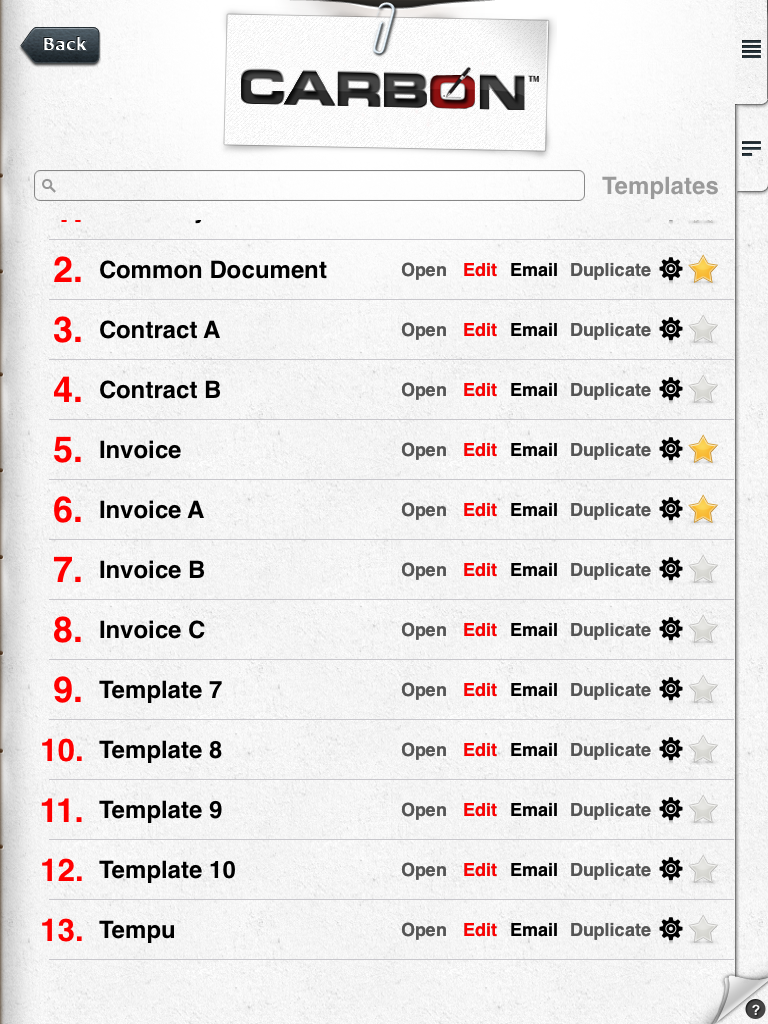 Back
CARBON™
Templates
2. Common Document Open Edit Email Duplicate
3. Contract A Open Edit Email Duplicate
4. Contract B Open Edit Email Duplicate
5. Invoice Open Edit Email Duplicate
6. Invoice A Open Edit Email Duplicate
7. Invoice B Open Edit Email Duplicate
8. Invoice C Open Edit Email Duplicate
9. Template 7 Open Edit Email Duplicate
10. Template 8 Open Edit Email Duplicate
11. Template 9 Open Edit Email Duplicate
12. Template 10 Open Edit Email Duplicate
13. Tempu Open Edit Email Duplicate
?